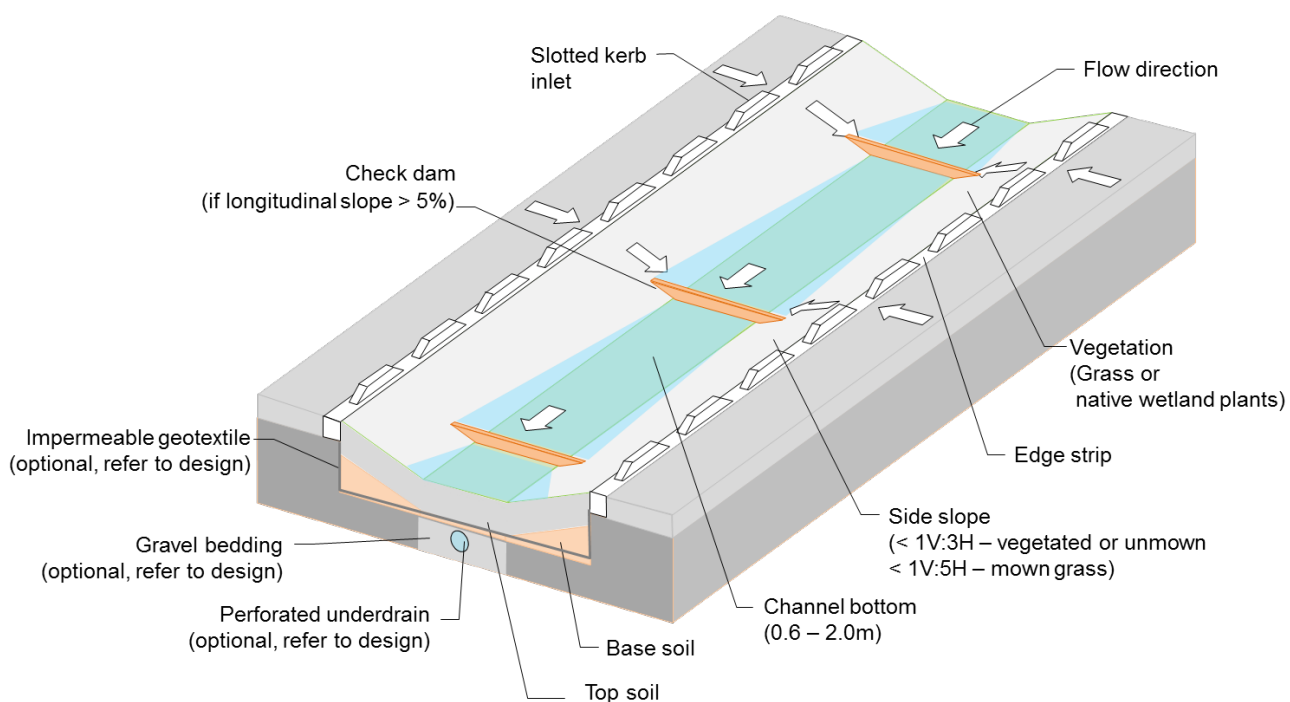 Slotted kerb
inlet
Flow direction
Check dam
(if longitudinal slope > 5%)
Vegetation
(Grass or
native wetland plants)
Impermeable geotextile
(optional, refer to design)
Edge strip
Side slope
(< 1V:3H – vegetated or unmown
< 1V:5H – mown grass)
Gravel bedding
(optional, refer to design)
Channel bottom
(0.6 – 2.0m)
Perforated underdrain
(optional, refer to design)
Base soil
Top soil